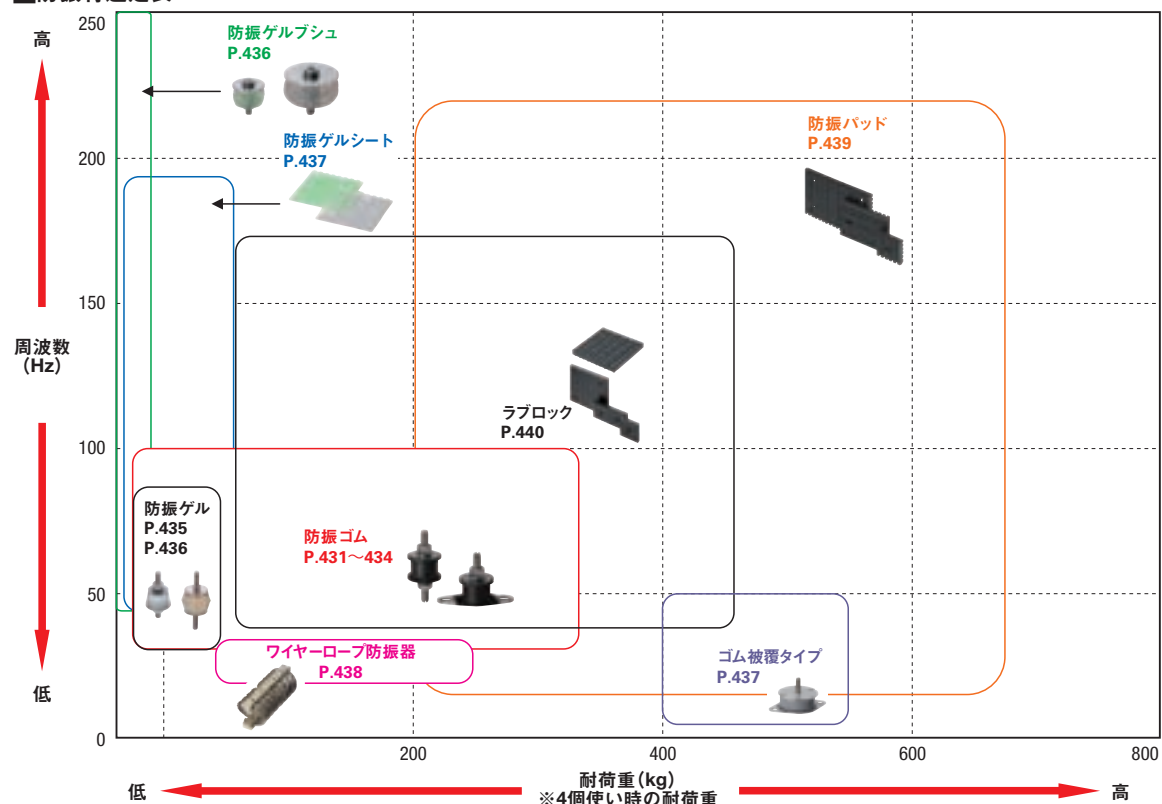 250
高
防振ゲルブシュ
P.436
防振ゲルシート
P.437
防振パッド
P.439
200
150
周波数
(Hz)
ラブロック
P.440
100
防振ゲル
P.435
P.436
防振ゴム
P.431～434
50
ワイヤーロープ防振器
P.438
ゴム被覆タイプ
P.437
低
0
200
400
600
800
低
耐荷重(kg)
※4個使い時の耐荷重
高